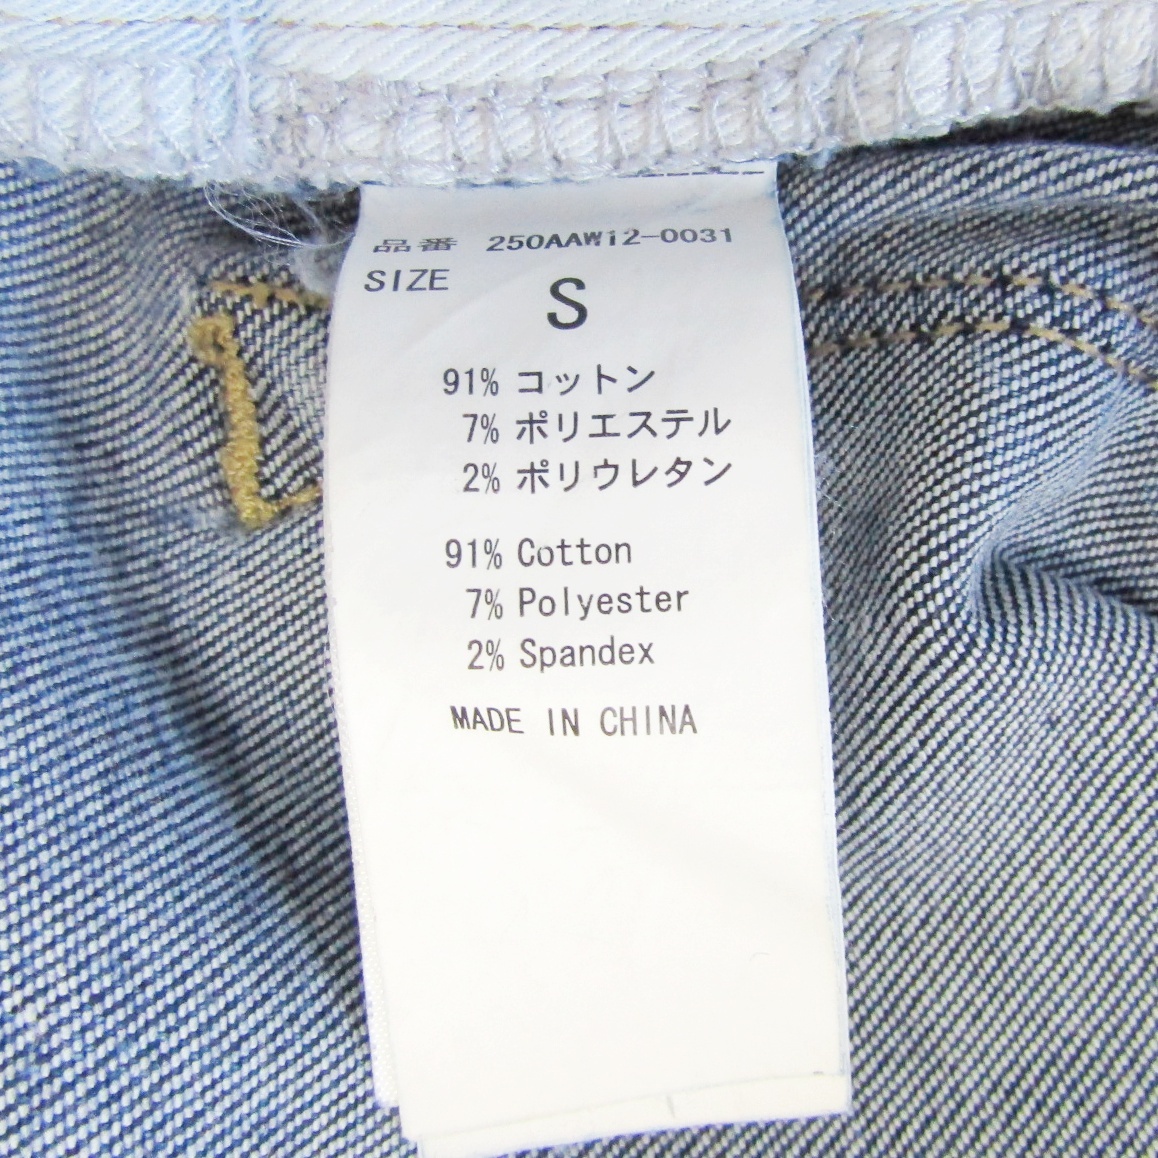 品番 250AAW12-0031
SIZE S
91% コットン
7% ポリエステル
2% ポリウレタン
91% Cotton
7% Polyester
2% Spandex
MADE IN CHINA